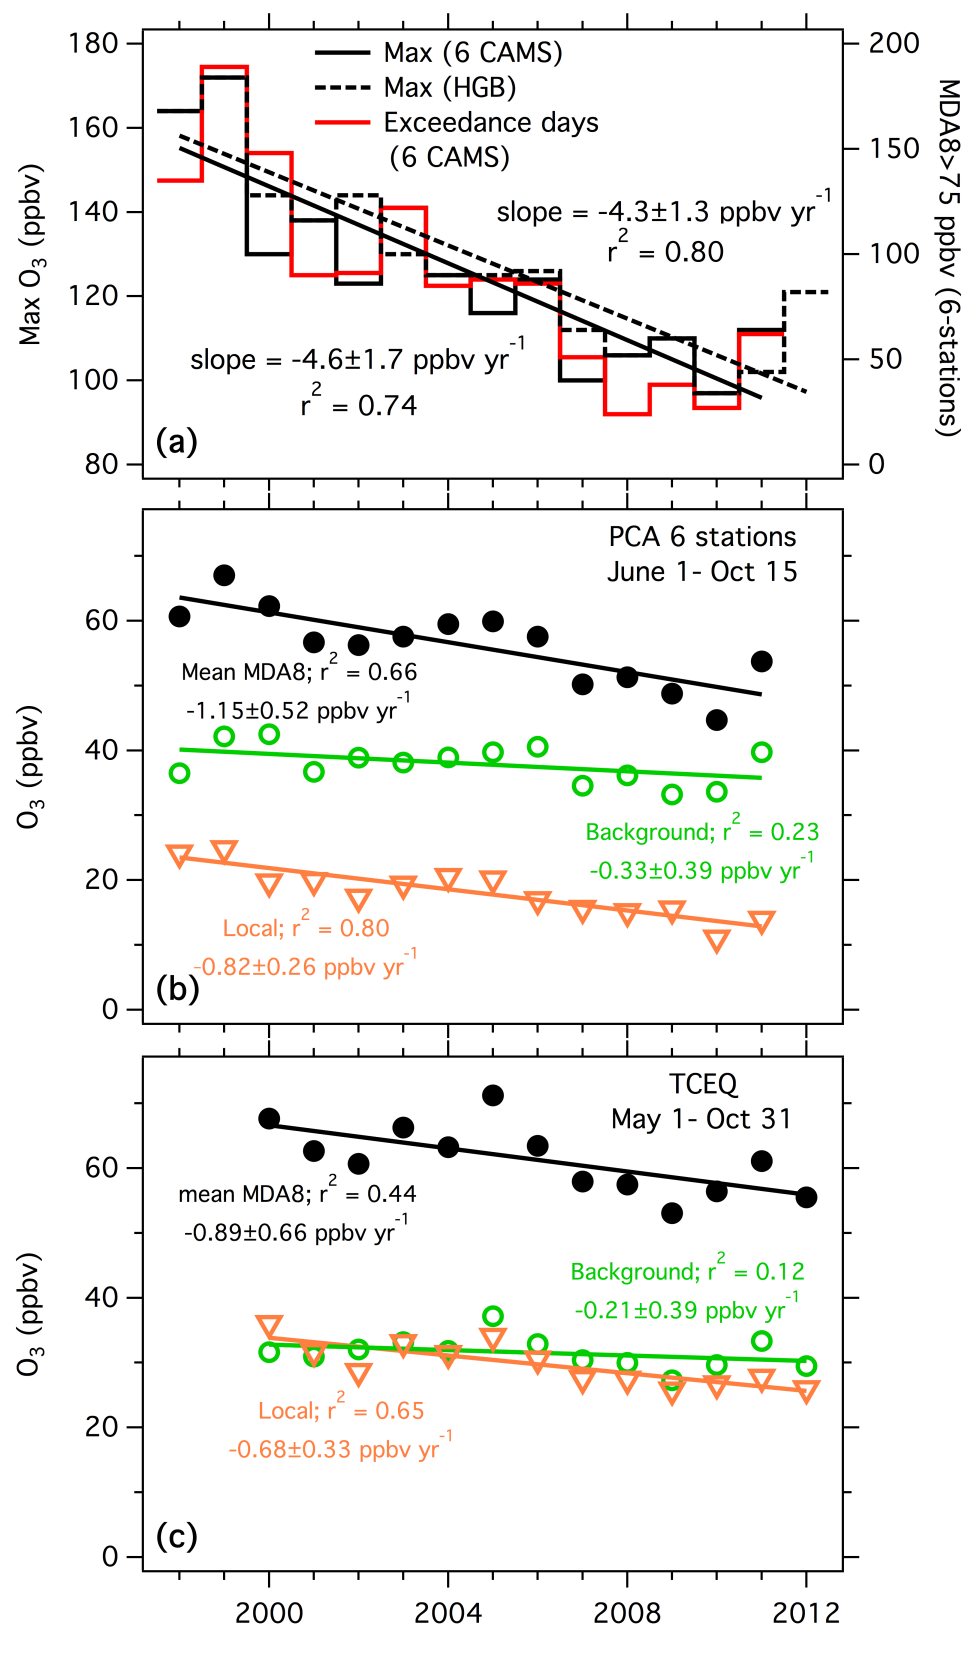 180
160
140
120
100
80
Max O3 (ppbv)
200
150
100
50
0
MDA8>75 ppbv (6-stations)
Max (6 CAMS)
Max (HGB)
Exceedance days
(6 CAMS)
slope = -4.3±1.3 ppbv yr-1
r2 = 0.80
slope = -4.6±1.7 ppbv yr-1
r2 = 0.74
(a)
60
40
20
0
O3 (ppbv)
PCA 6 stations
June 1- Oct 15
Mean MDA8; r2 = 0.66
-1.15±0.52 ppbv yr-1
Background; r2 = 0.23
-0.33±0.39 ppbv yr-1
Local; r2 = 0.80
-0.82±0.26 ppbv yr-1
(b)
60
40
20
0
O3 (ppbv)
TCEQ
May 1- Oct 31
mean MDA8; r2 = 0.44
-0.89±0.66 ppbv yr-1
Background; r2 = 0.12
-0.21±0.39 ppbv yr-1
Local; r2 = 0.65
-0.68±0.33 ppbv yr-1
(c)
2000
2004
2008
2012